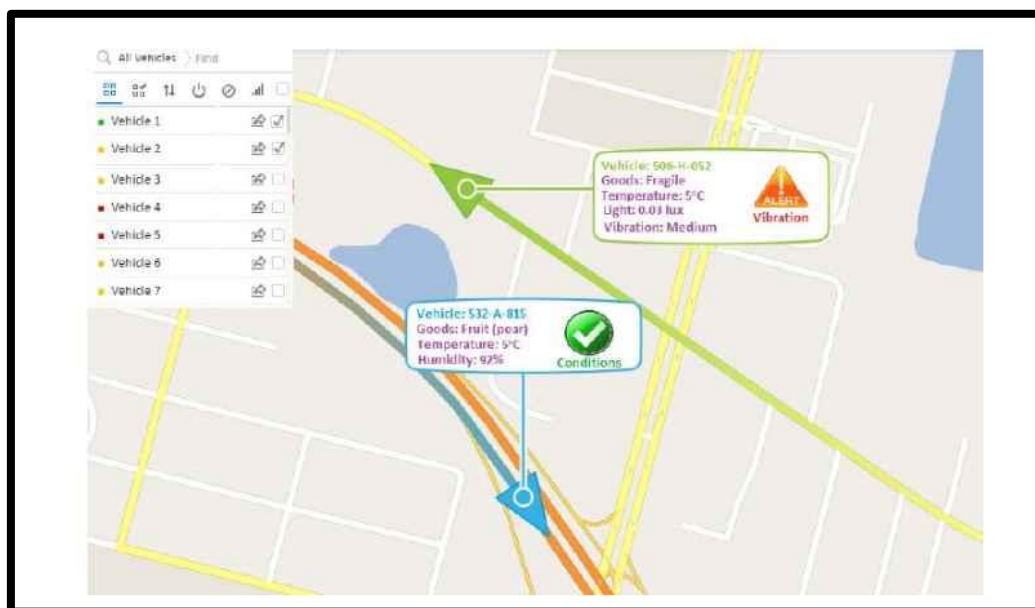 All Vehicles > Find
Vehicle 1
Vehicle 2
Vehicle 3
Vehicle 4
Vehicle 5
Vehicle 6
Vehicle 7
Vehicle: 506-H-052
Goods: Fragile
Temperature: 5°C
Light: 0.03 lux
Vibration: Medium
ALERT
Vibration
Vehicle: 532-A-815
Goods: Fruit (pear)
Temperature: 5°C
Humidity: 92%
Conditions